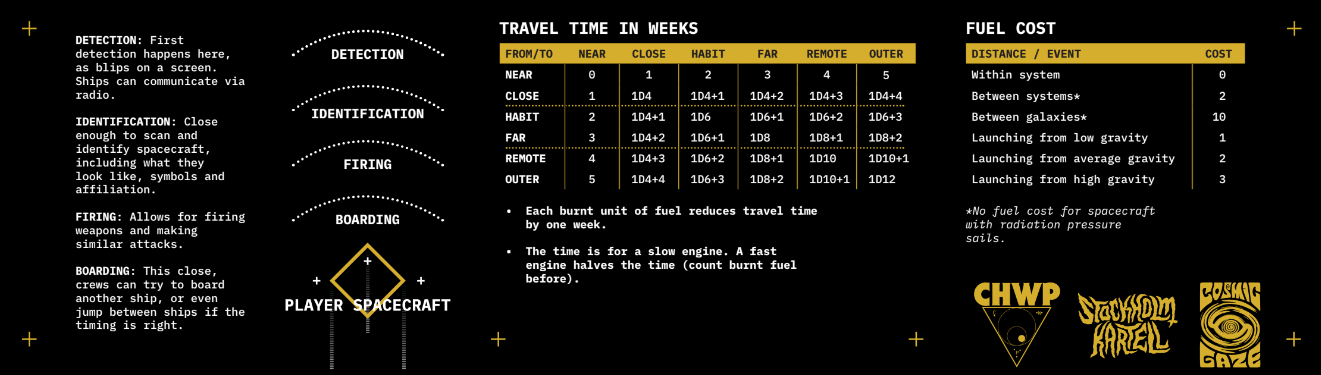 DETECTION: First
detection happens here,
as blips on a screen.
Ships can communicate via
radio.
IDENTIFICATION: Close
enough to scan and
identify spacecraft,
including what they
look like, symbols and
affiliation.
FIRING: Allows for firing
weapons and making
similar attacks.
BOARDING: This close,
crews can try to board
another ship, or even
jump between ships if the
timing is right.
DETECTION
IDENTIFICATION
FIRING
BOARDING
PLAYER SPACECRAFT
TRAVEL TIME IN WEEKS
FROM/TO NEAR CLOSE HABIT FAR REMOTE OUTER
NEAR 0 1 2 3 4 5
CLOSE 1 1D4 1D4+1 1D4+2 1D4+3 1D4+4
HABIT 2 1D4+1 1D6 1D6+1 1D6+2 1D6+3
FAR 3 1D4+2 1D6+1 1D8 1D8+1 1D8+2
REMOTE 4 1D4+3 1D6+2 1D8+1 1D10 1D10+1
OUTER 5 1D4+4 1D6+3 1D8+2 1D10+1 1D12
• Each burnt unit of fuel reduces travel time
by one week.
• The time is for a slow engine. A fast
engine halves the time (count burnt fuel
before).
FUEL COST
DISTANCE / EVENT COST
Within system 0
Between systems* 2
Between galaxies* 10
Launching from low gravity 1
Launching from average gravity 2
Launching from high gravity 3
*No fuel cost for spacecraft
with radiation pressure
sails.
CHWP
STOCKHOLM
KARTELL
COSMIC
GAZE